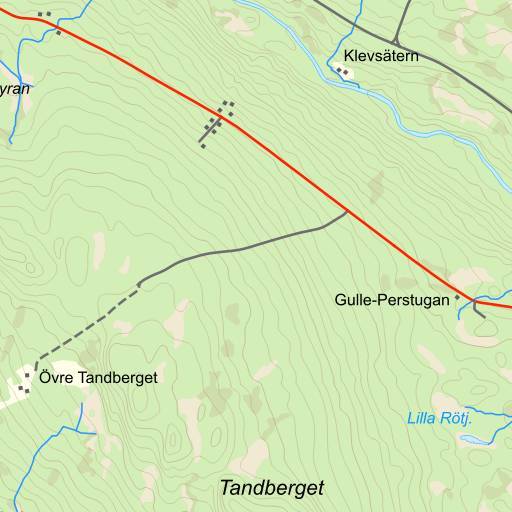 Klevsätern
yran
Gulle-Perstugan
Övre Tandberget
Lilla Rötj.
Tandberget